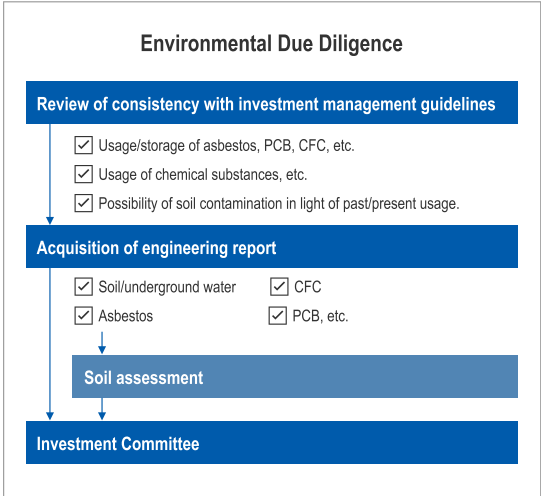 Environmental Due Diligence
Review of consistency with investment management guidelines
Usage/storage of asbestos, PCB, CFC, etc.
Usage of chemical substances, etc.
Possibility of soil contamination in light of past/present usage.
Acquisition of engineering report
Soil/underground water CFC
Asbestos PCB, etc.
Soil assessment
Investment Committee